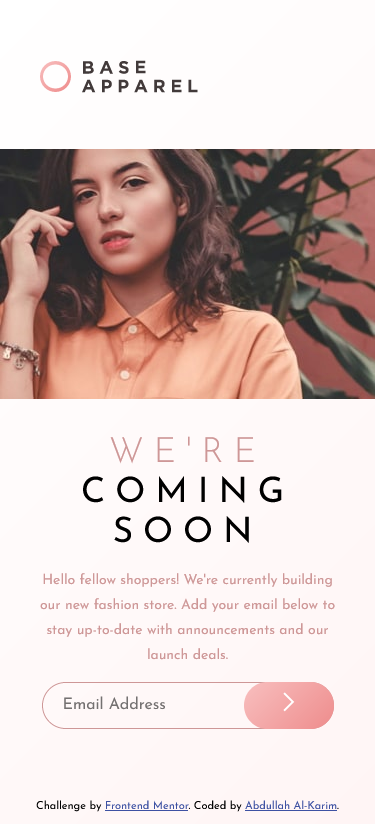 BASE
APPAREL
WE'RE
COMING
SOON
Hello fellow shoppers! We're currently building
our new fashion store. Add your email below to
stay up-to-date with announcements and our
launch deals.
Email Address
Challenge by Frontend Mentor. Coded by Abdullah Al-Karim.